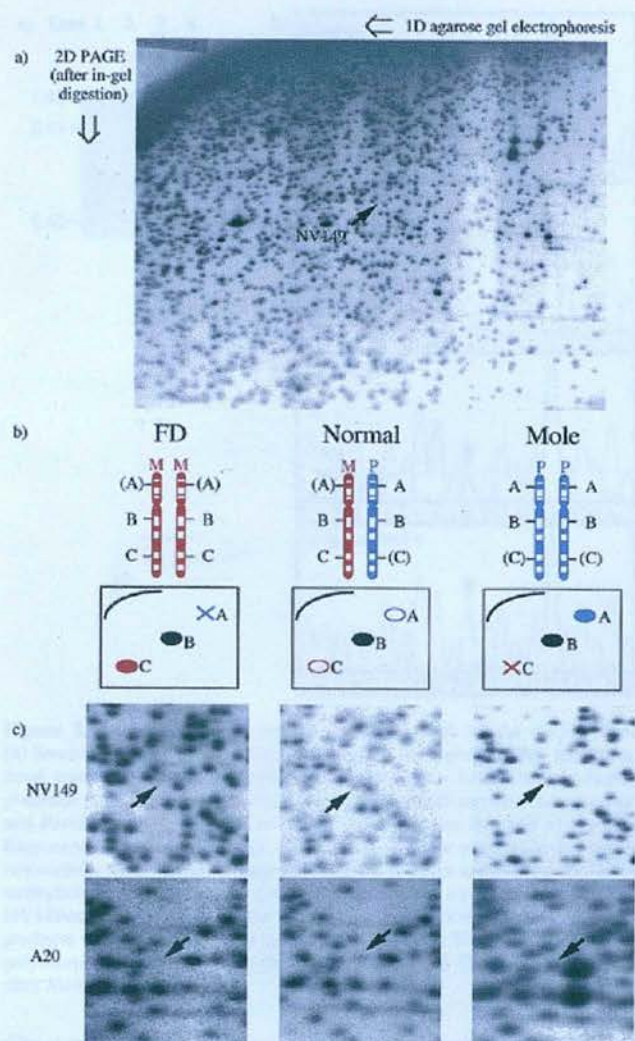 1D agarose gel electrophoresis
a) 2D PAGE
(after in-gel
digestion)
NV149
b) FD Normal Mole
M M M P P P
(A) (A) (A) A A A
B B B B B B
C C C (C) (C) (C)
A A A
B B B
C C C
c)
NV149
A20